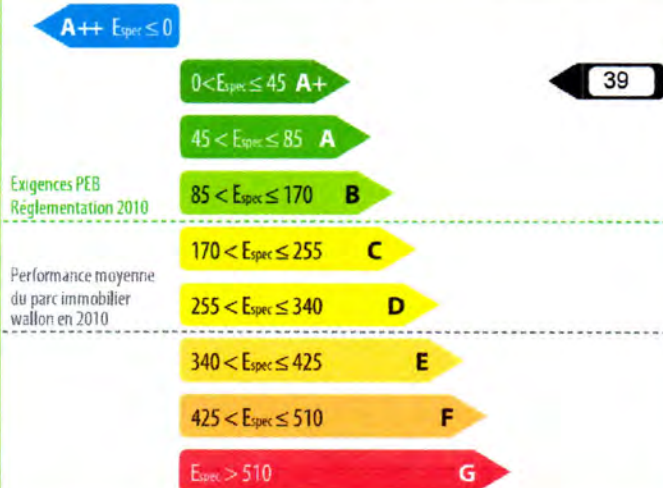 A++ Espec ≤ 0
0 < Espec ≤ 45 A+
39
45 < Espec ≤ 85 A
Exigences PEB
Réglementation 2010
85 < Espec ≤ 170 B
170 < Espec ≤ 255 C
Performance moyenne
du parc immobilier
wallon en 2010
255 < Espec ≤ 340 D
340 < Espec ≤ 425 E
425 < Espec ≤ 510 F
Espec > 510 G